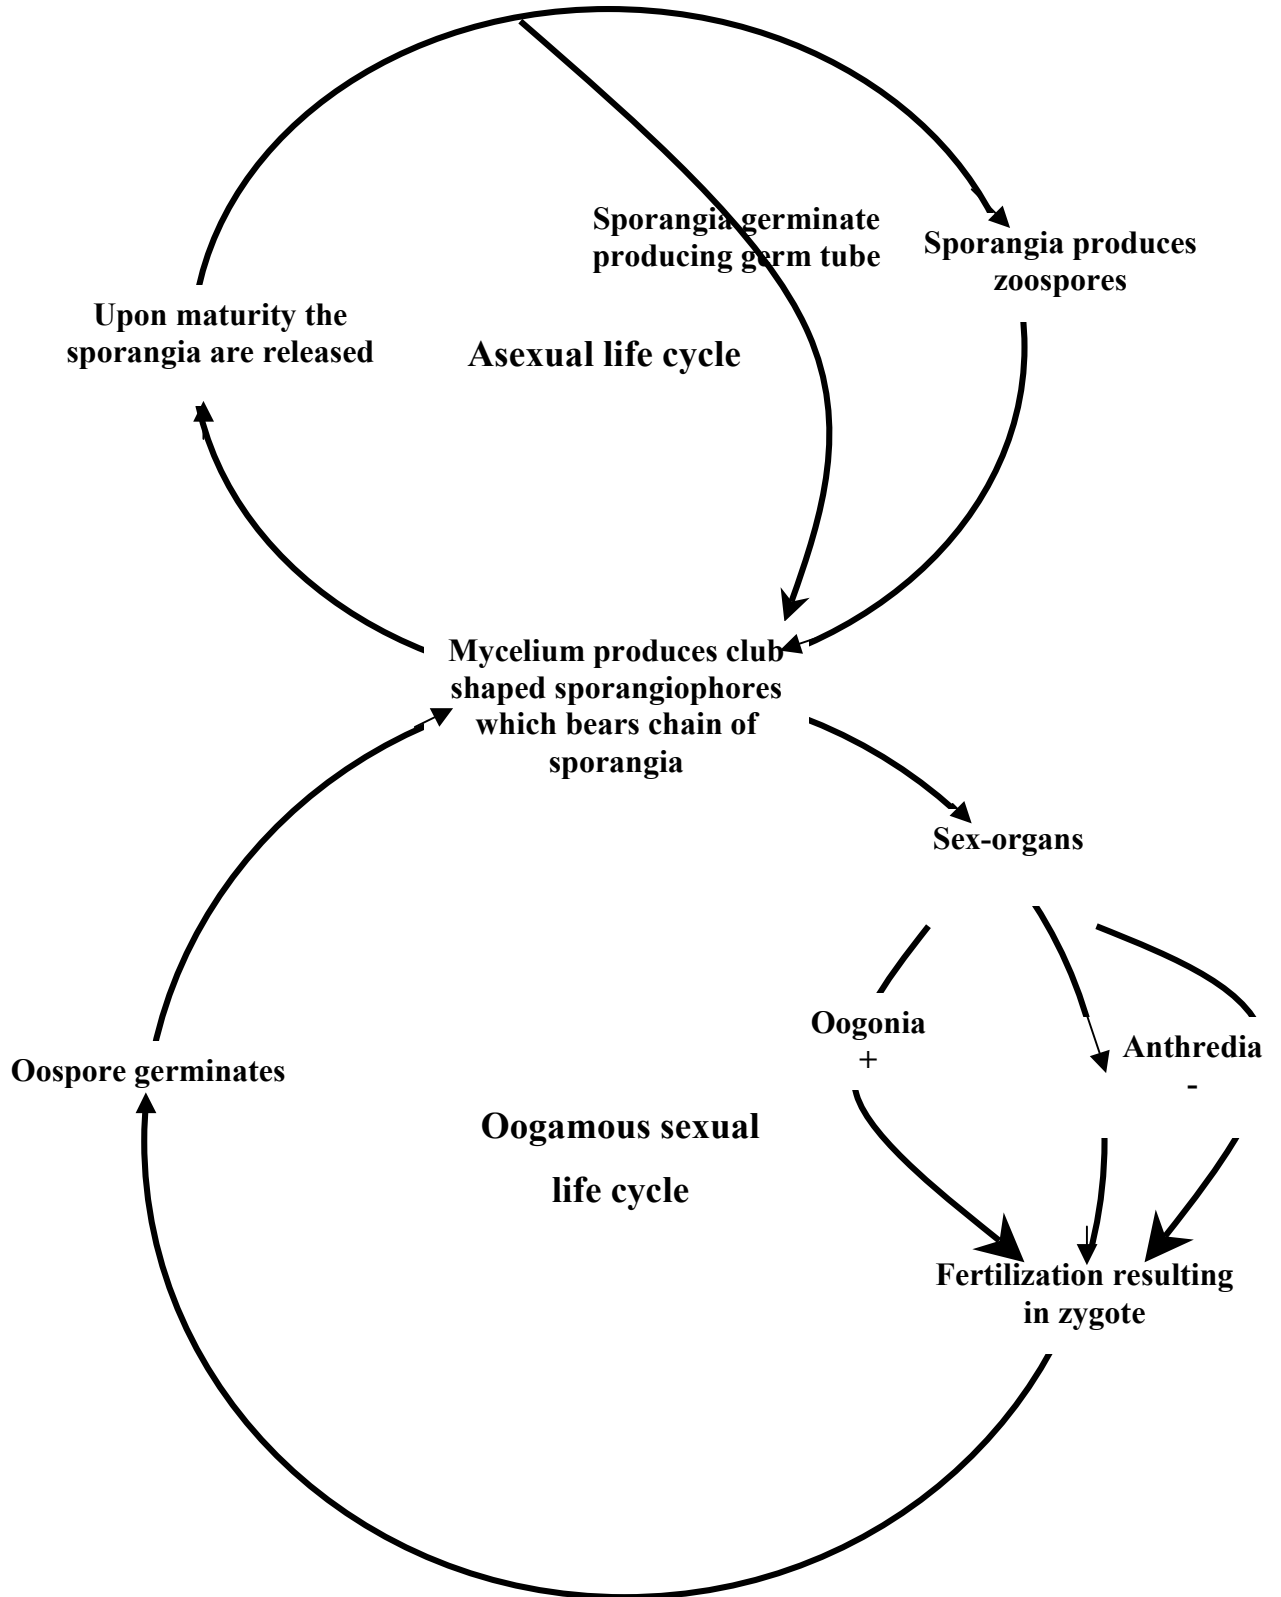 Sporangia germinate
producing germ tube
Sporangia produces
zoospores
Upon maturity the
sporangia are released
Asexual life cycle
Mycelium produces club
shaped sporangiophores
which bears chain of
sporangia
Sex-organs
Oogonia
+
Anthredia
-
Oospore germinates
Oogamous sexual
life cycle
Fertilization resulting
in zygote